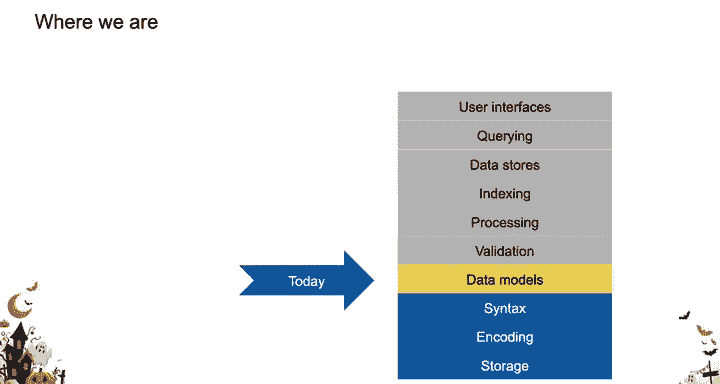 Where we are
User interfaces
Querying
Data stores
Indexing
Processing
Validation
Today
Data models
Syntax
Encoding
Storage